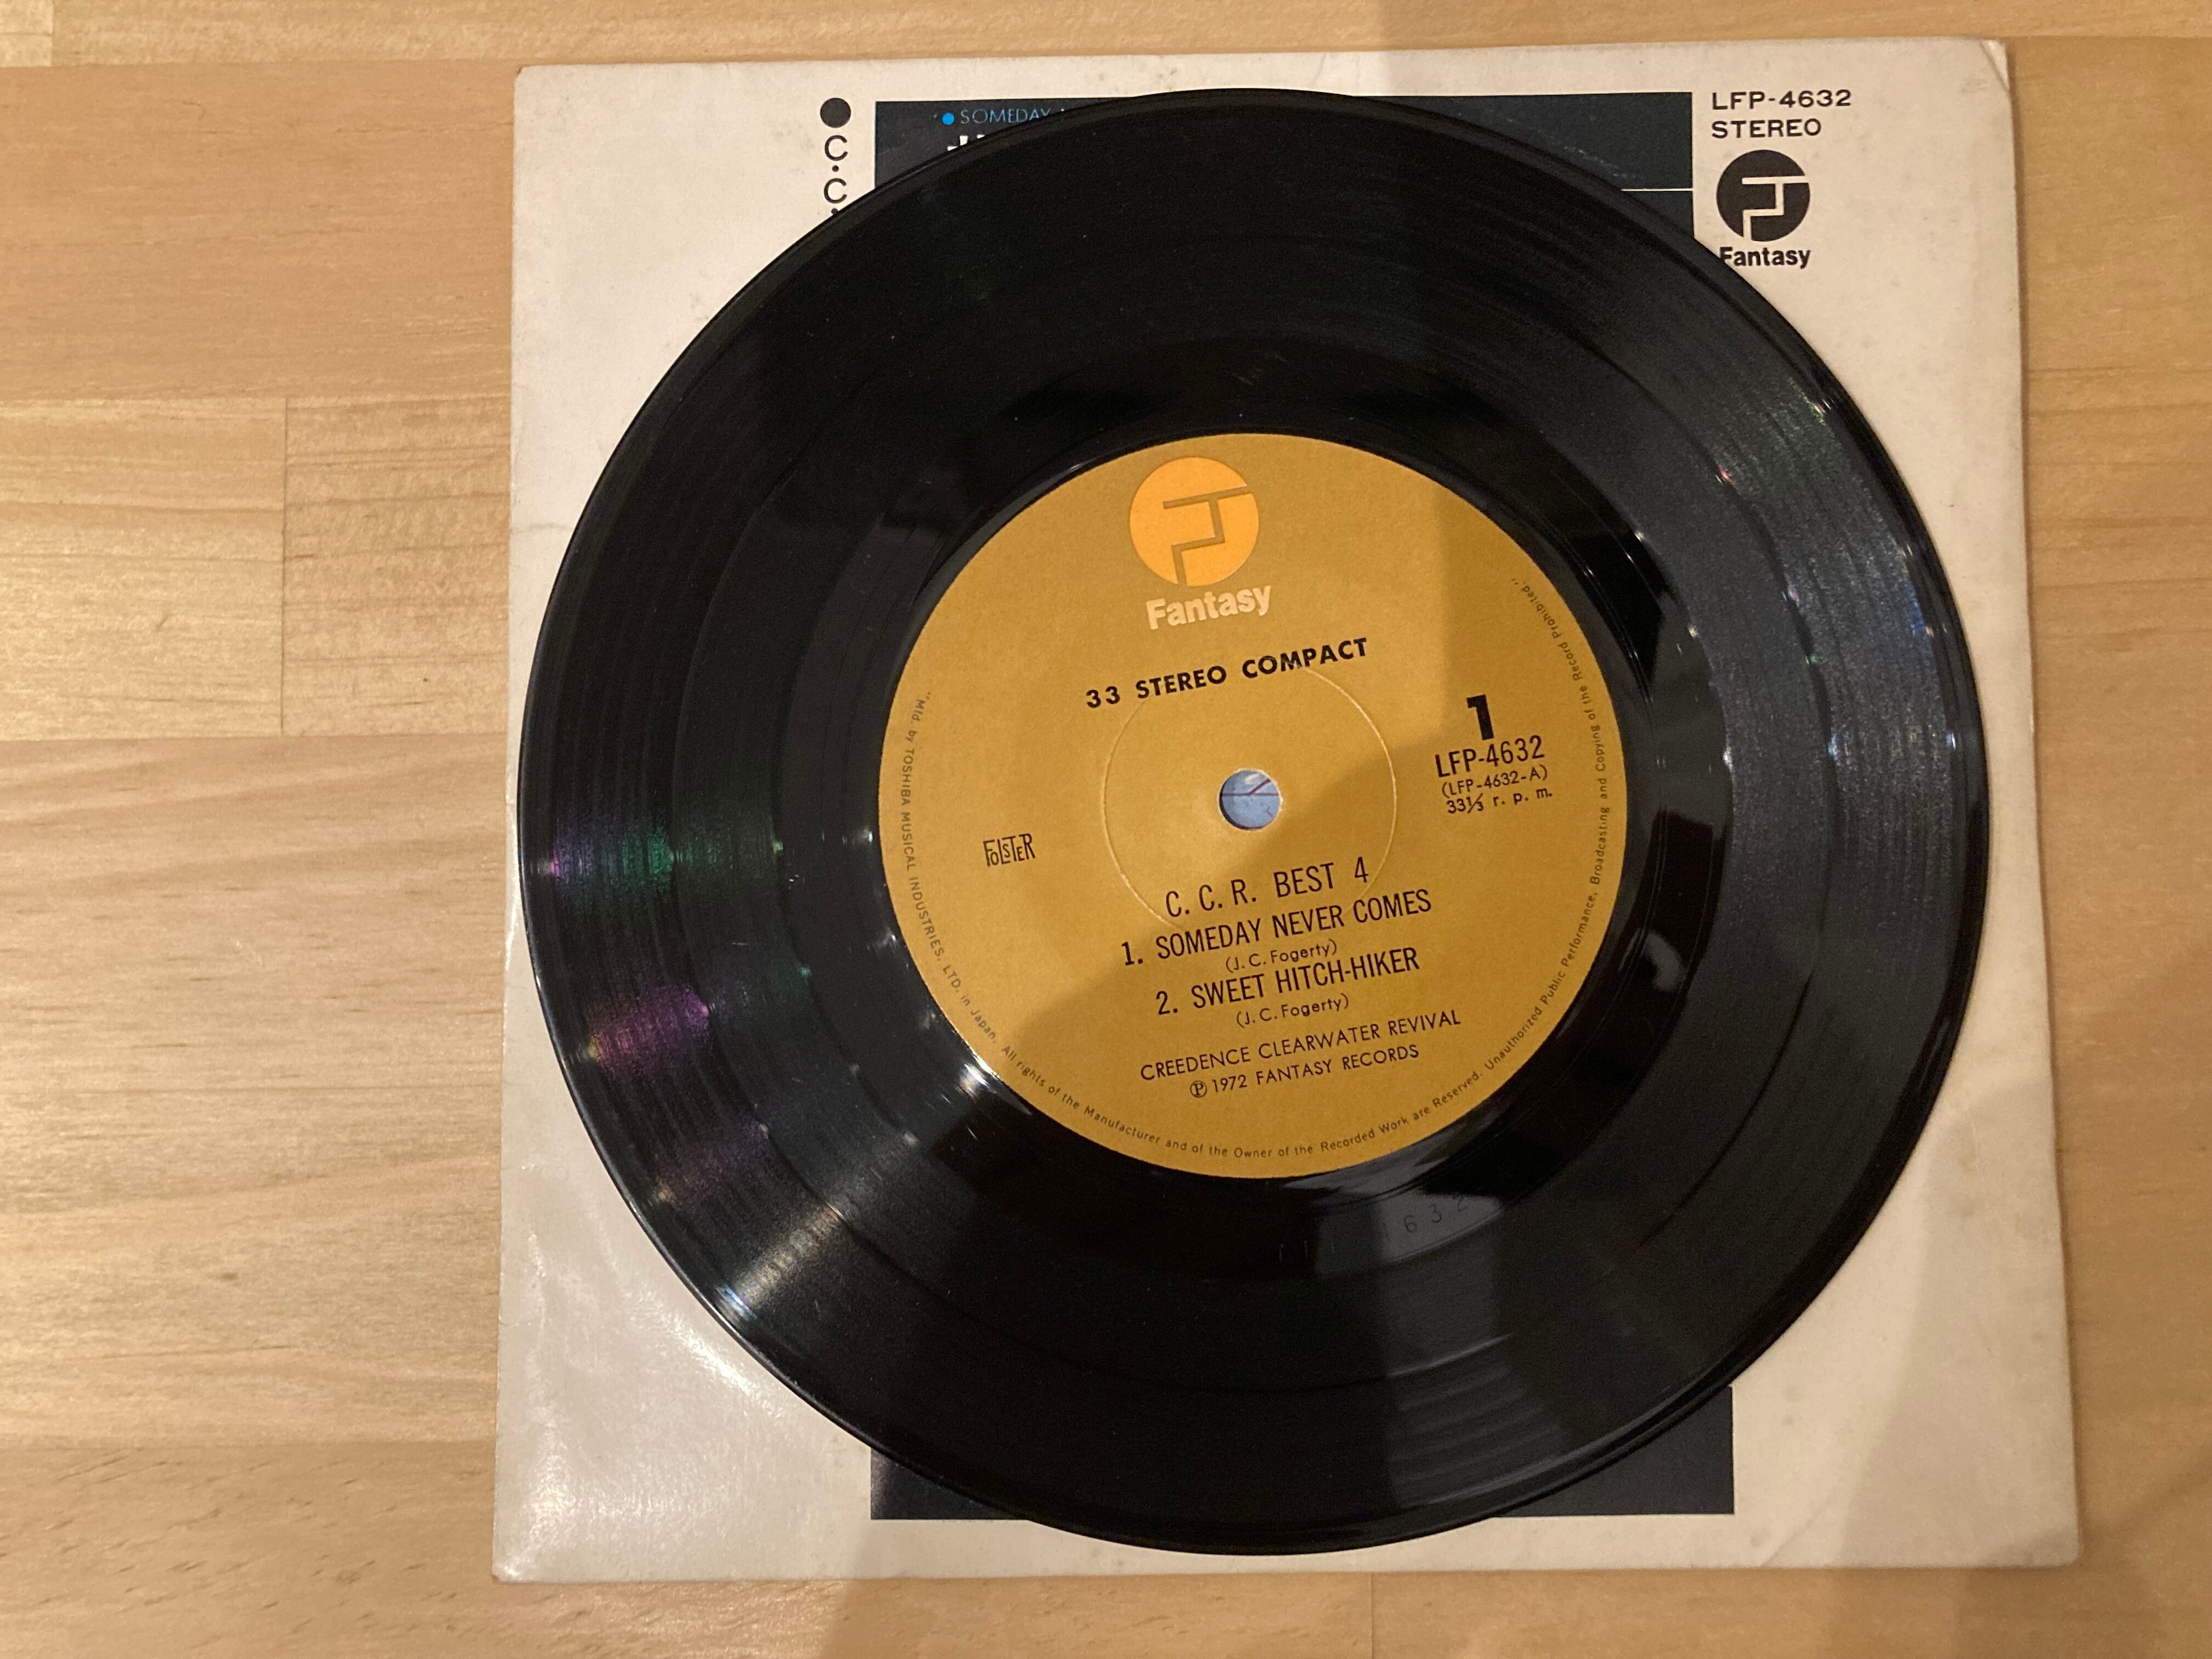 LFP-4632
STEREO
Fantasy
C.C.
SOMEDAY
Fantasy
33 STEREO COMPACT
1
LFP-4632
(LFP-4632-A)
33⅓ r. p. m.
FOLSTER
C. C. R. BEST 4
1. SOMEDAY NEVER COMES
(J. C. Fogerty)
2. SWEET HITCH-HIKER
(J. C. Fogerty)
CREEDENCE CLEARWATER REVIVAL
Ⓟ 1972 FANTASY RECORDS
"Mfd. by TOSHIBA MUSICAL INDUSTRIES, LTD. in Japan. All rights of the Manufacturer and of the Owner of the Recorded Work are Reserved. Unauthorized Public Performance, Broadcasting and Copying of the Record Prohibited."